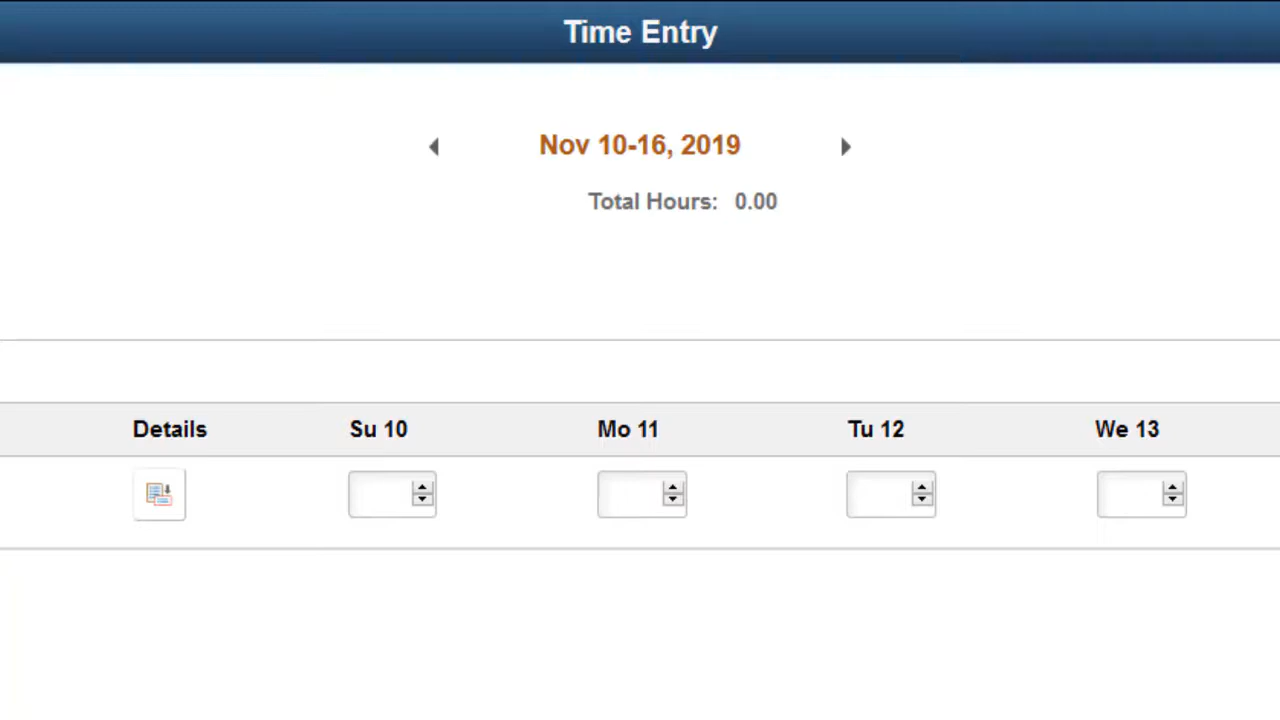 Time Entry
Nov 10-16, 2019
Total Hours: 0.00
Details Su 10 Mo 11 Tu 12 We 13